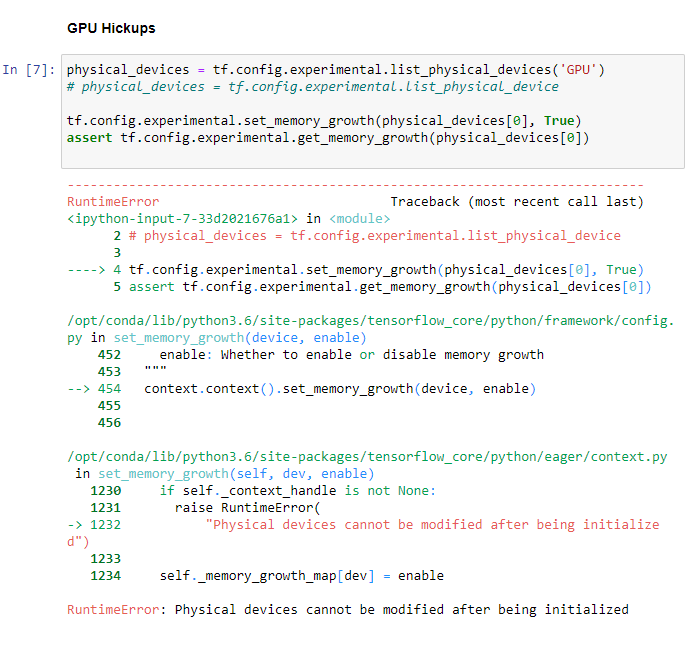 GPU Hickups
In [7]: physical_devices = tf.config.experimental.list_physical_devices('GPU')
# physical_devices = tf.config.experimental.list_physical_device
tf.config.experimental.set_memory_growth(physical_devices[0], True)
assert tf.config.experimental.get_memory_growth(physical_devices[0])
---------------------------------------------------------------------------
RuntimeError                              Traceback (most recent call last)
<ipython-input-7-33d2021676a1> in <module>
      2 # physical_devices = tf.config.experimental.list_physical_device
      3
----> 4 tf.config.experimental.set_memory_growth(physical_devices[0], True)
      5 assert tf.config.experimental.get_memory_growth(physical_devices[0])
/opt/conda/lib/python3.6/site-packages/tensorflow_core/python/framework/config.
py in set_memory_growth(device, enable)
    452     enable: Whether to enable or disable memory growth
    453   """
--> 454   context.context().set_memory_growth(device, enable)
    455
    456
/opt/conda/lib/python3.6/site-packages/tensorflow_core/python/eager/context.py
 in set_memory_growth(self, dev, enable)
   1230     if self._context_handle is not None:
   1231       raise RuntimeError(
-> 1232           "Physical devices cannot be modified after being initialize
d")
   1233
   1234     self._memory_growth_map[dev] = enable
RuntimeError: Physical devices cannot be modified after being initialized